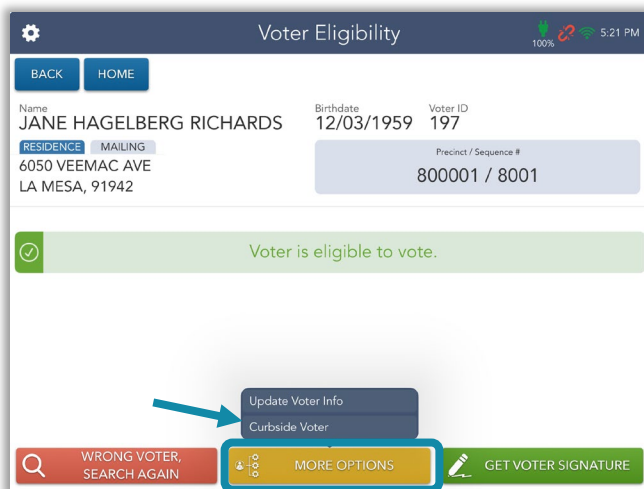 Voter Eligibility
100%
5:21 PM
BACK
HOME
Name
JANE HAGELBERG RICHARDS
Birthdate
12/03/1959
Voter ID
197
RESIDENCE
MAILING
6050 VEEMAC AVE
LA MESA, 91942
Precinct / Sequence #
800001 / 8001
Voter is eligible to vote.
Update Voter Info
Curbside Voter
WRONG VOTER,
SEARCH AGAIN
MORE OPTIONS
GET VOTER SIGNATURE